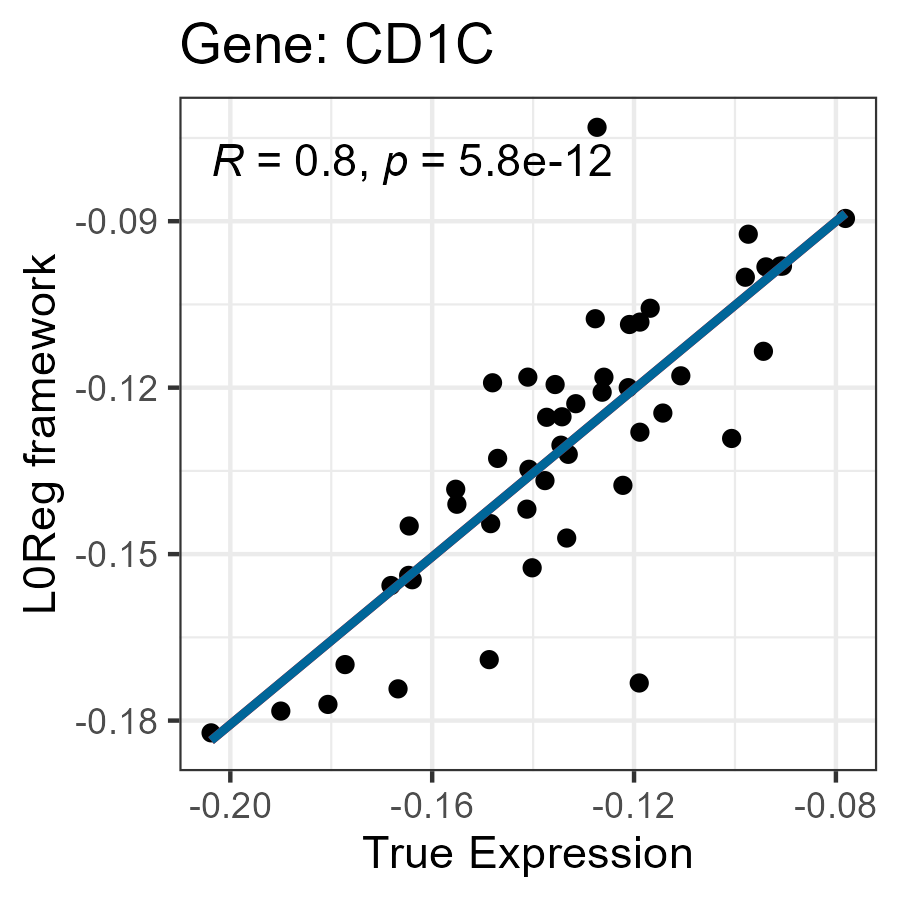 Gene: CD1C
R = 0.8, p = 5.8e-12
L0Reg framework
-0.09
-0.12
-0.15
-0.18
-0.20
-0.16
-0.12
-0.08
True Expression